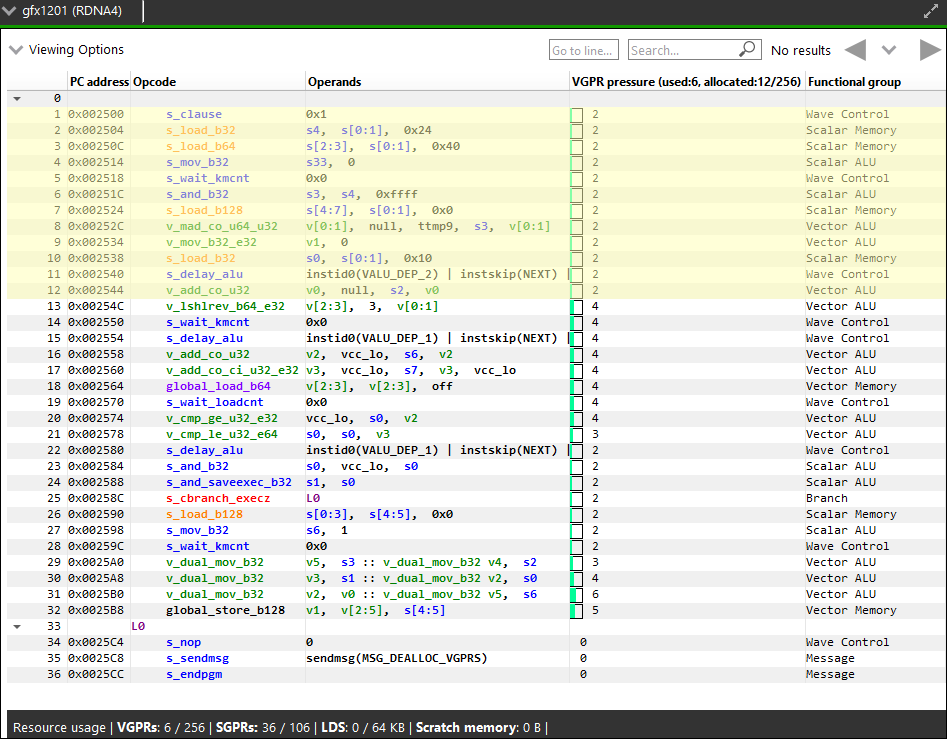 gfx1201 (RDNA4)
Viewing Options Go to line... Search... No results
PC address Opcode Operands VGPR pressure (used:6, allocated:12/256) Functional group
0
1 0x002500 s_clause 0x1 2 Wave Control
2 0x002504 s_load_b32 s4, s[0:1], 0x24 2 Scalar Memory
3 0x00250C s_load_b64 s[2:3], s[0:1], 0x40 2 Scalar Memory
4 0x002514 s_mov_b32 s33, 0 2 Scalar ALU
5 0x002518 s_wait_kmcnt 0x0 2 Wave Control
6 0x00251C s_and_b32 s3, s4, 0xffff 2 Scalar ALU
7 0x002524 s_load_b128 s[4:7], s[0:1], 0x0 2 Scalar Memory
8 0x00252C v_mad_co_u64_u32 v[0:1], null, ttmp9, s3, v[0:1] 2 Vector ALU
9 0x002534 v_mov_b32_e32 v1, 0 2 Vector ALU
10 0x002538 s_load_b32 s0, s[0:1], 0x10 2 Scalar Memory
11 0x002540 s_delay_alu instid0(VALU_DEP_2) | instskip(NEXT) | 2 Wave Control
12 0x002544 v_add_co_u32 v0, null, s2, v0 2 Vector ALU
13 0x00254C v_lshlrev_b64_e32 v[2:3], 3, v[0:1] 4 Vector ALU
14 0x002550 s_wait_kmcnt 0x0 4 Wave Control
15 0x002554 s_delay_alu instid0(VALU_DEP_1) | instskip(NEXT) | 4 Wave Control
16 0x002558 v_add_co_u32 v2, vcc_lo, s6, v2 4 Vector ALU
17 0x002560 v_add_co_ci_u32_e32 v3, vcc_lo, s7, v3, vcc_lo 4 Vector ALU
18 0x002564 global_load_b64 v[2:3], v[2:3], off 4 Vector Memory
19 0x002570 s_wait_loadcnt 0x0 4 Wave Control
20 0x002574 v_cmp_ge_u32_e32 vcc_lo, s0, v2 4 Vector ALU
21 0x002578 v_cmp_le_u32_e64 s0, s0, v3 3 Vector ALU
22 0x002580 s_delay_alu instid0(VALU_DEP_1) | instskip(NEXT) | 2 Wave Control
23 0x002584 s_and_b32 s0, vcc_lo, s0 2 Scalar ALU
24 0x002588 s_and_saveexec_b32 s1, s0 2 Scalar ALU
25 0x00258C s_cbranch_execz L0 2 Branch
26 0x002590 s_load_b128 s[0:3], s[4:5], 0x0 2 Scalar Memory
27 0x002598 s_mov_b32 s6, 1 2 Scalar ALU
28 0x00259C s_wait_kmcnt 0x0 2 Wave Control
29 0x0025A0 v_dual_mov_b32 v5, s3 :: v_dual_mov_b32 v4, s2 3 Vector ALU
30 0x0025A8 v_dual_mov_b32 v3, s1 :: v_dual_mov_b32 v2, s0 4 Vector ALU
31 0x0025B0 v_dual_mov_b32 v2, v0 :: v_dual_mov_b32 v5, s6 6 Vector ALU
32 0x0025B8 global_store_b128 v1, v[2:5], s[4:5] 5 Vector Memory
33 L0
34 0x0025C4 s_nop 0 0 Wave Control
35 0x0025C8 s_sendmsg sendmsg(MSG_DEALLOC_VGPRS) 0 Message
36 0x0025CC s_endpgm 0 Message
Resource usage | VGPRs: 6 / 256 | SGPRs: 36 / 106 | LDS: 0 / 64 KB | Scratch memory: 0 B |